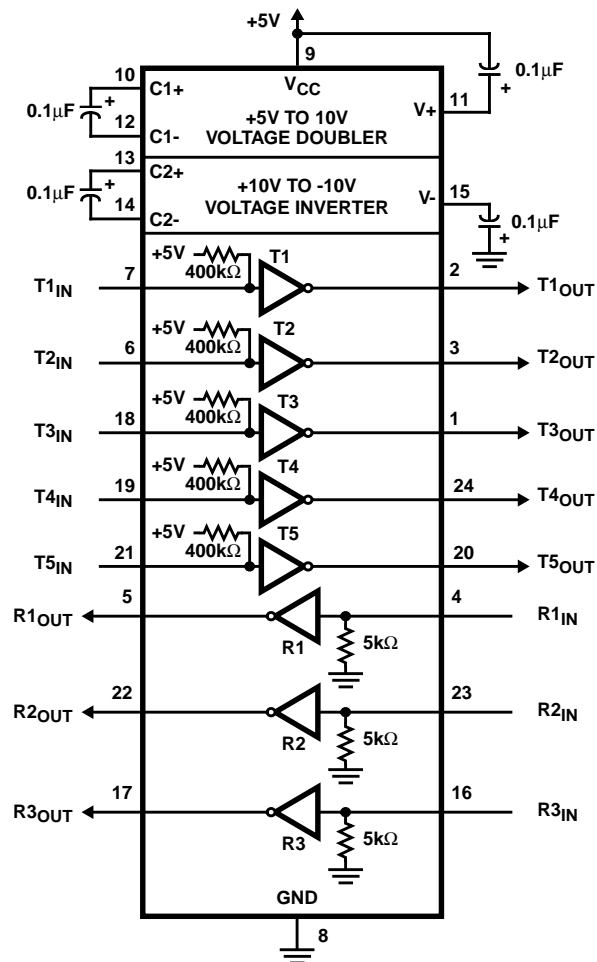 +5V
9
10
C1+
VCC
0.1μF
+
0.1μF
+
11
V+
12
C1-
+5V TO 10V
VOLTAGE DOUBLER
13
C2+
0.1μF
+
+10V TO -10V
VOLTAGE INVERTER
V-
15
14
C2-
0.1μF
+
+5V
400kΩ
T1
T1IN
7
2
T1OUT
+5V
400kΩ
T2
T2IN
6
3
T2OUT
+5V
400kΩ
T3
T3IN
18
1
T3OUT
+5V
400kΩ
T4
T4IN
19
24
T4OUT
+5V
400kΩ
T5
T5IN
21
20
T5OUT
R1OUT
5
4
R1IN
R1
5kΩ
R2OUT
22
23
R2IN
R2
5kΩ
R3OUT
17
16
R3IN
R3
5kΩ
GND
8